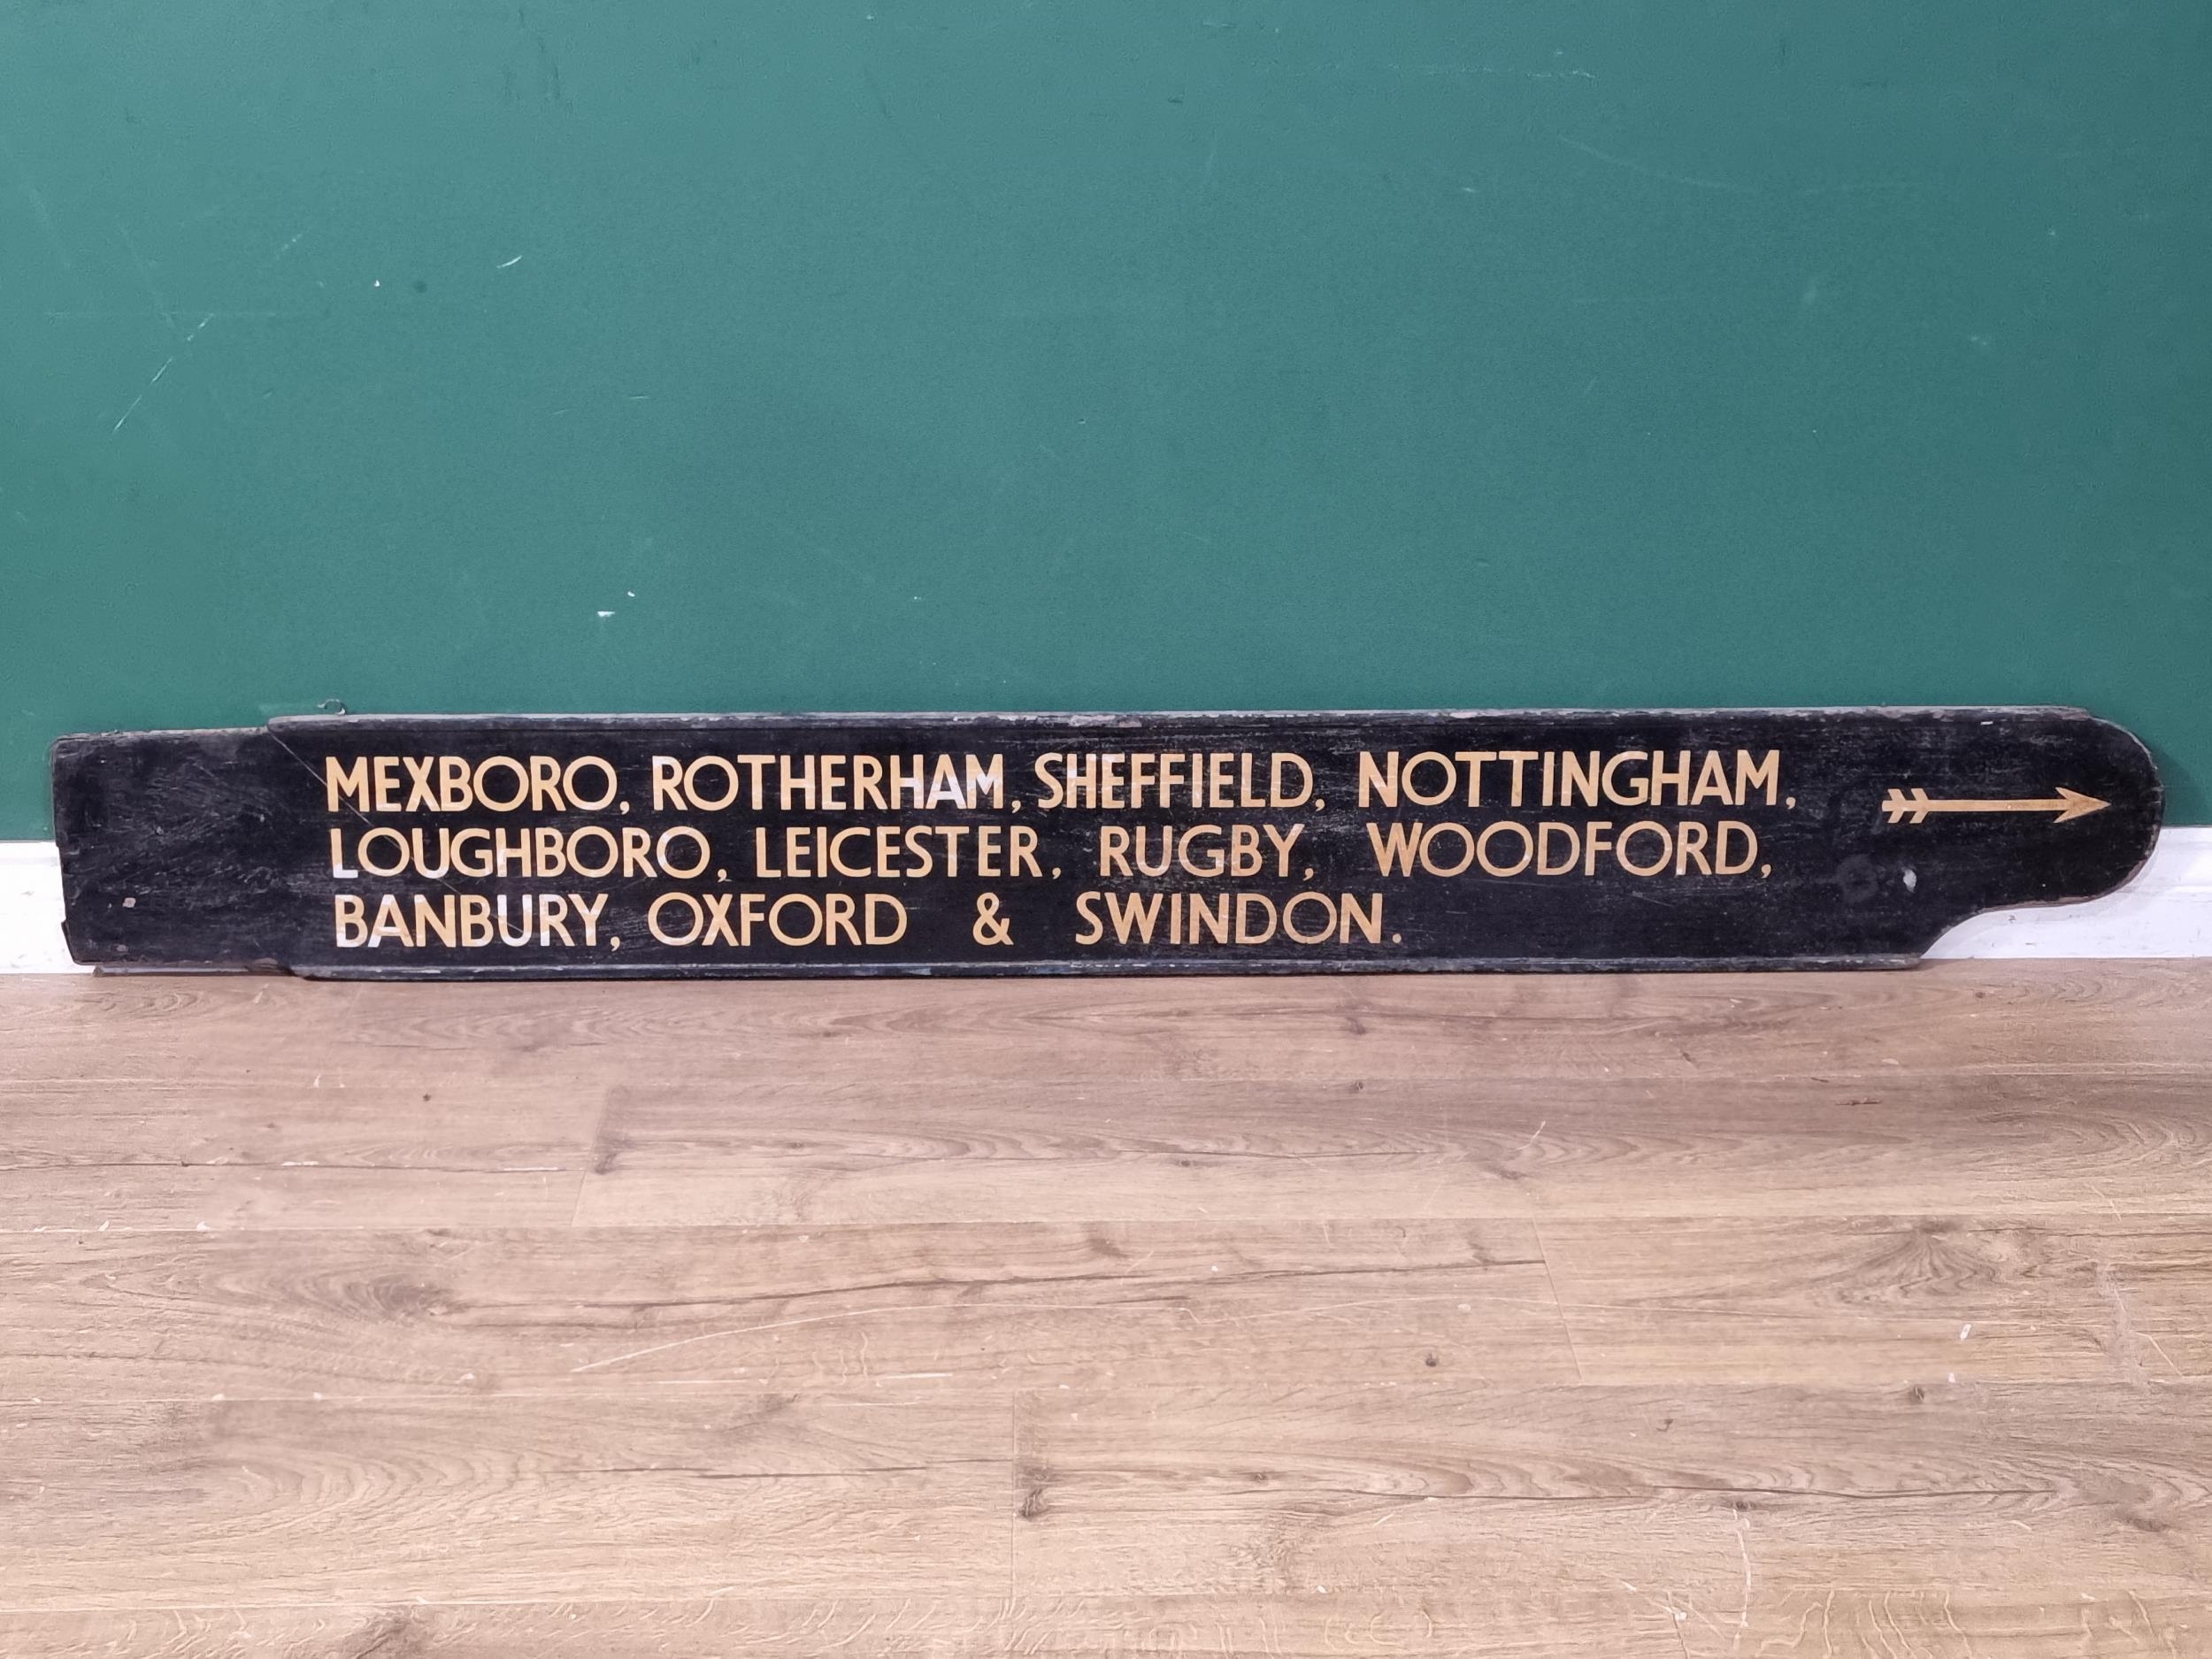 MEXBORO, ROTHERHAM, SHEFFIELD, NOTTINGHAM,
LOUGHBORO, LEICESTER, RUGBY, WOODFORD,
BANBURY, OXFORD & SWINDON.